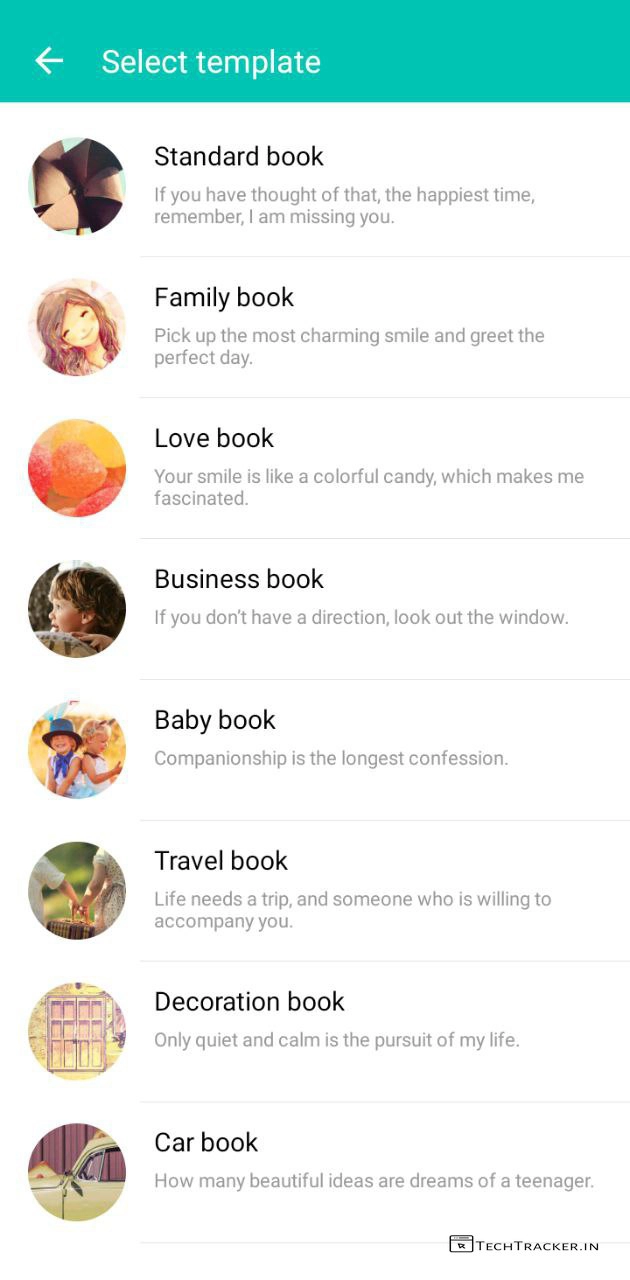 Select template
Standard book
If you have thought of that, the happiest time,
remember, I am missing you.
Family book
Pick up the most charming smile and greet the
perfect day.
Love book
Your smile is like a colorful candy, which makes me
fascinated.
Business book
If you don’t have a direction, look out the window.
Baby book
Companionship is the longest confession.
Travel book
Life needs a trip, and someone who is willing to
accompany you.
Decoration book
Only quiet and calm is the pursuit of my life.
Car book
How many beautiful ideas are dreams of a teenager.
TECHTRACKER.IN